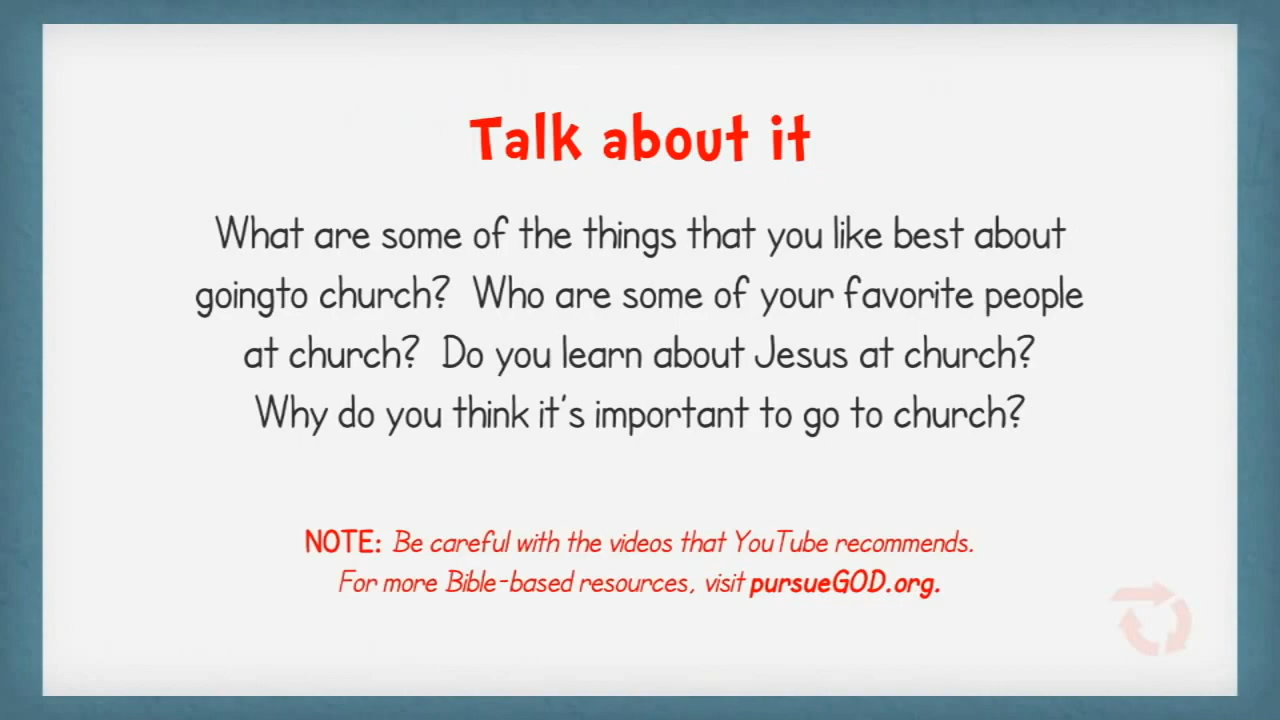 Talk about it
What are some of the things that you like best about
goingto church?  Who are some of your favorite people
at church?  Do you learn about Jesus at church?
Why do you think it's important to go to church?
NOTE: Be careful with the videos that YouTube recommends.
For more Bible-based resources, visit pursueGOD.org.